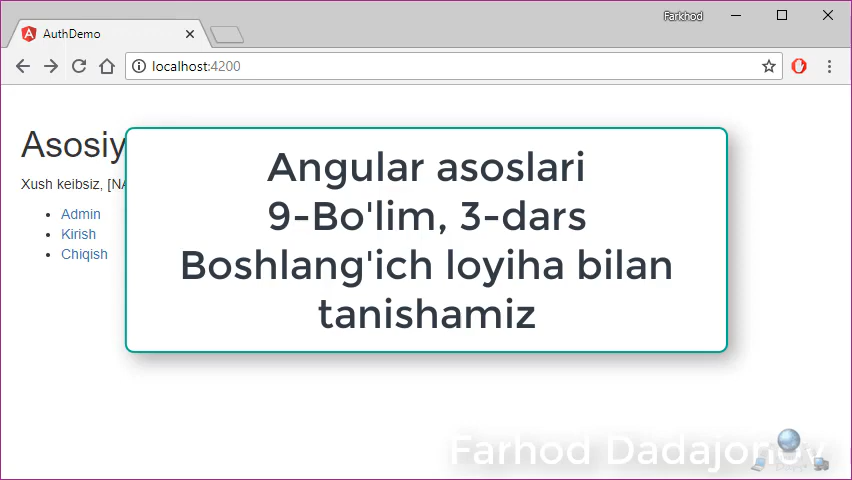 Farkhod
AuthDemo
localhost:4200
Asosiy
Xush keibsiz,
Angular asoslari
9-Bo'lim, 3-dars
Boshlang'ich loyiha bilan
tanishamiz
Admin
Kirish
Chiqish
Farhod Dadajonov